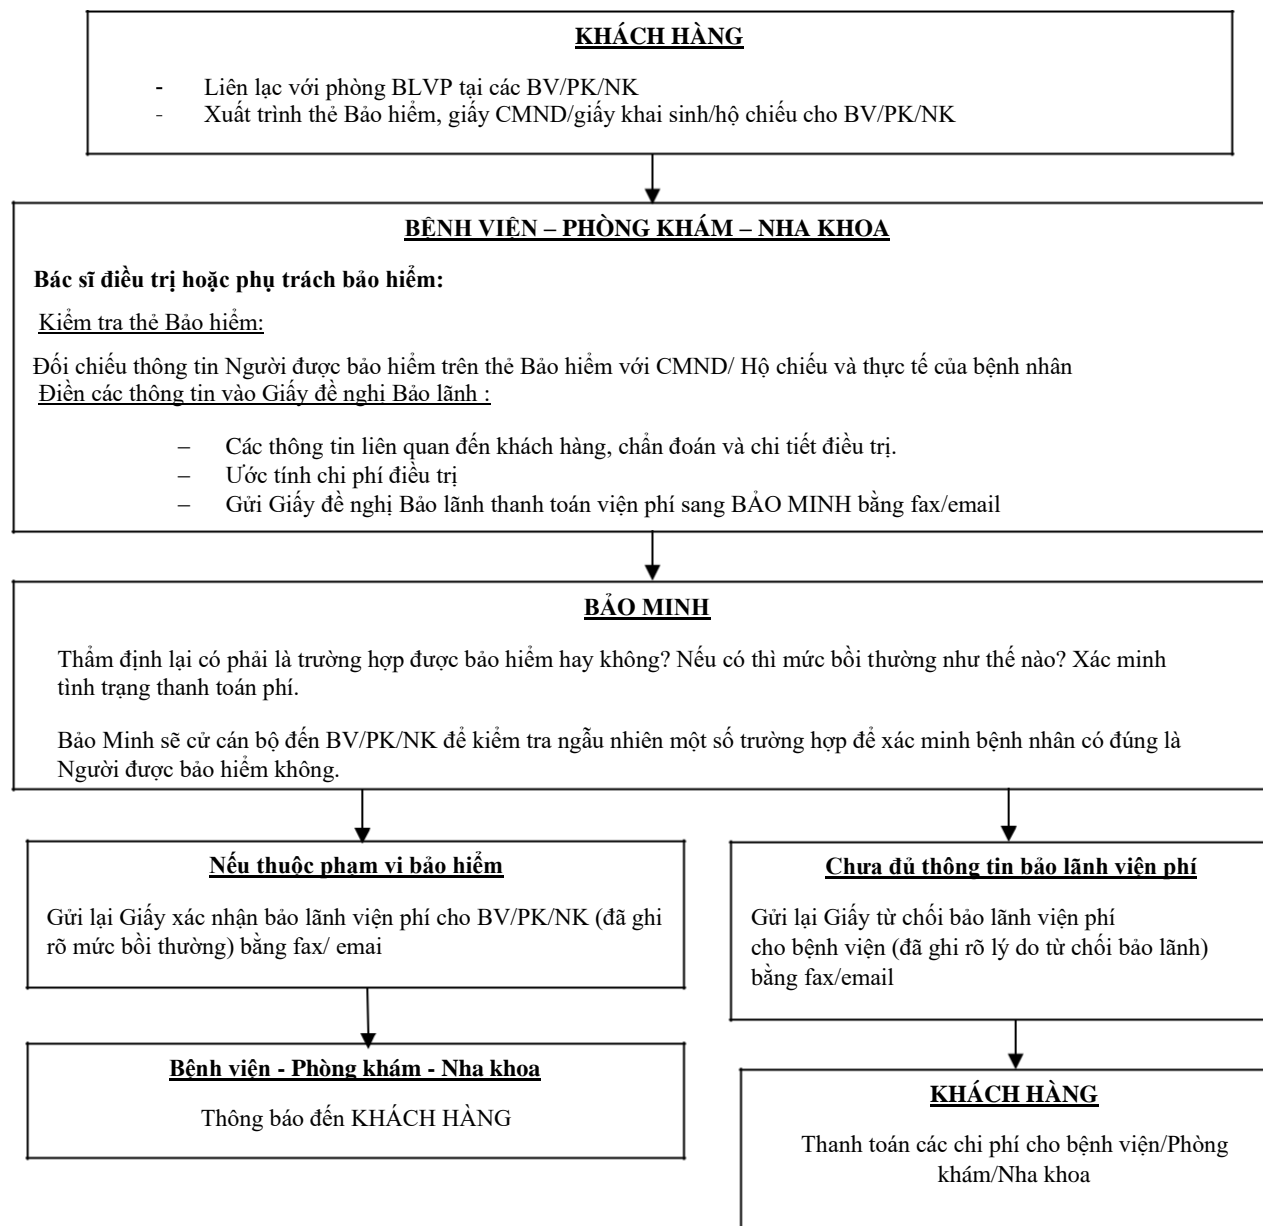 KHÁCH HÀNG
- Liên lạc với phòng BLVP tại các BV/PK/NK
- Xuất trình thẻ Bảo hiểm, giấy CMND/giấy khai sinh/hộ chiếu cho BV/PK/NK
BỆNH VIỆN – PHÒNG KHÁM – NHA KHOA
Bác sĩ điều trị hoặc phụ trách bảo hiểm:
Kiểm tra thẻ Bảo hiểm:
Đối chiếu thông tin Người được bảo hiểm trên thẻ Bảo hiểm với CMND/ Hộ chiếu và thực tế của bệnh nhân
Điền các thông tin vào Giấy đề nghị Bảo lãnh :
– Các thông tin liên quan đến khách hàng, chẩn đoán và chi tiết điều trị.
– Ước tính chi phí điều trị
– Gửi Giấy đề nghị Bảo lãnh thanh toán viện phí sang BẢO MINH bằng fax/email
BẢO MINH
Thẩm định lại có phải là trường hợp được bảo hiểm hay không? Nếu có thì mức bồi thường như thế nào? Xác minh
tình trạng thanh toán phí.
Bảo Minh sẽ cử cán bộ đến BV/PK/NK để kiểm tra ngẫu nhiên một số trường hợp để xác minh bệnh nhân có đúng là
Người được bảo hiểm không.
Nếu thuộc phạm vi bảo hiểm
Gửi lại Giấy xác nhận bảo lãnh viện phí cho BV/PK/NK (đã ghi
rõ mức bồi thường) bằng fax/ emai
Bệnh viện - Phòng khám - Nha khoa
Thông báo đến KHÁCH HÀNG
Chưa đủ thông tin bảo lãnh viện phí
Gửi lại Giấy từ chối bảo lãnh viện phí
cho bệnh viện (đã ghi rõ lý do từ chối bảo lãnh)
bằng fax/email
KHÁCH HÀNG
Thanh toán các chi phí cho bệnh viện/Phòng
khám/Nha khoa